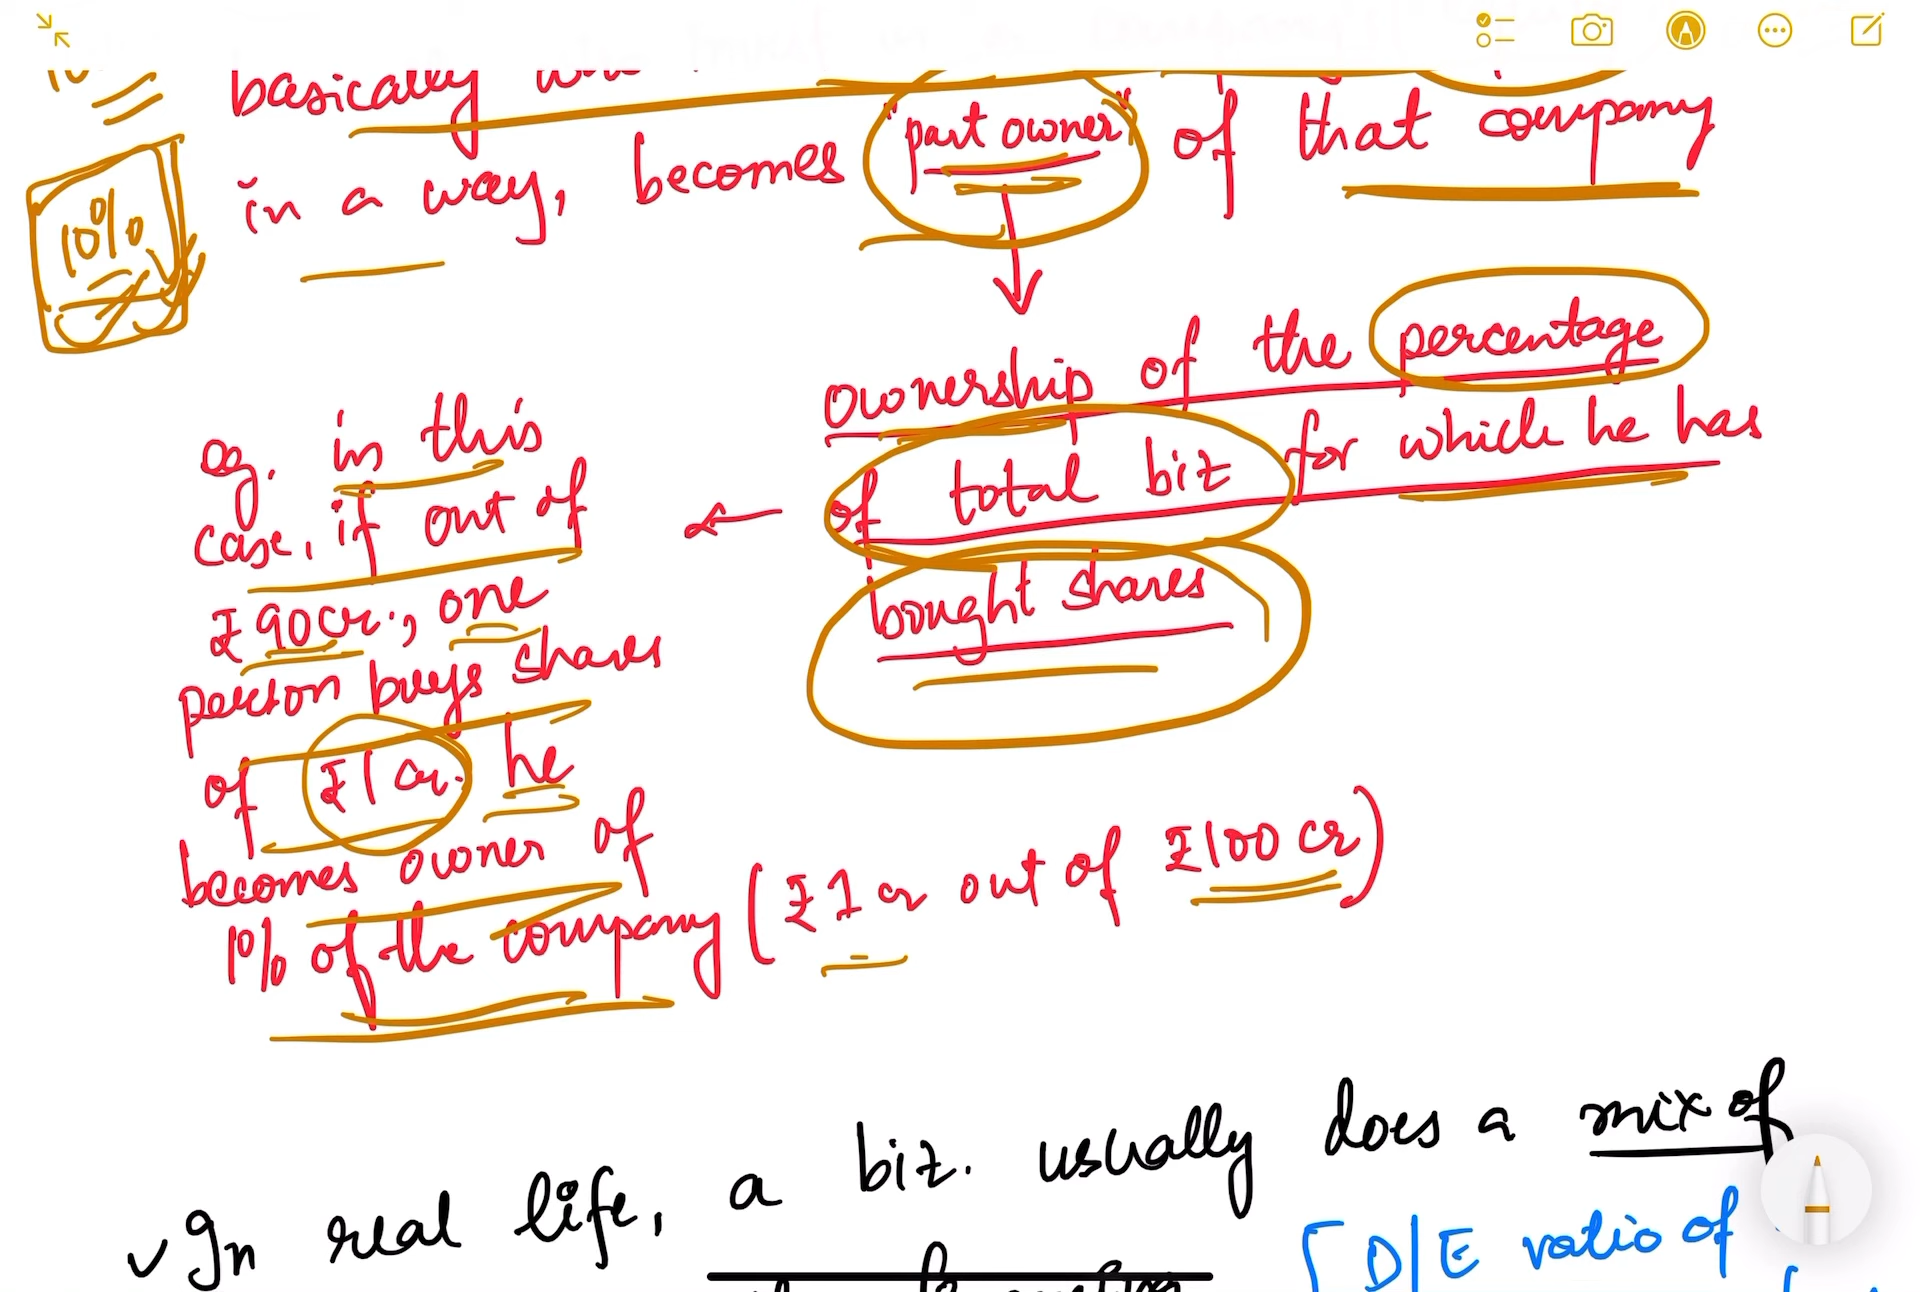 basically
in a way, becomes "part owner" of that company
10%
ownership of the percentage
of total biz for which he has
bought shares
eg. in this
case, if out of
₹90cr., one
person buys shares
of ₹1 cr. he
becomes owner of
1% of the company (₹1 cr out of ₹100 cr)
In real life, a biz. usually does a mix of
[D/E ratio of